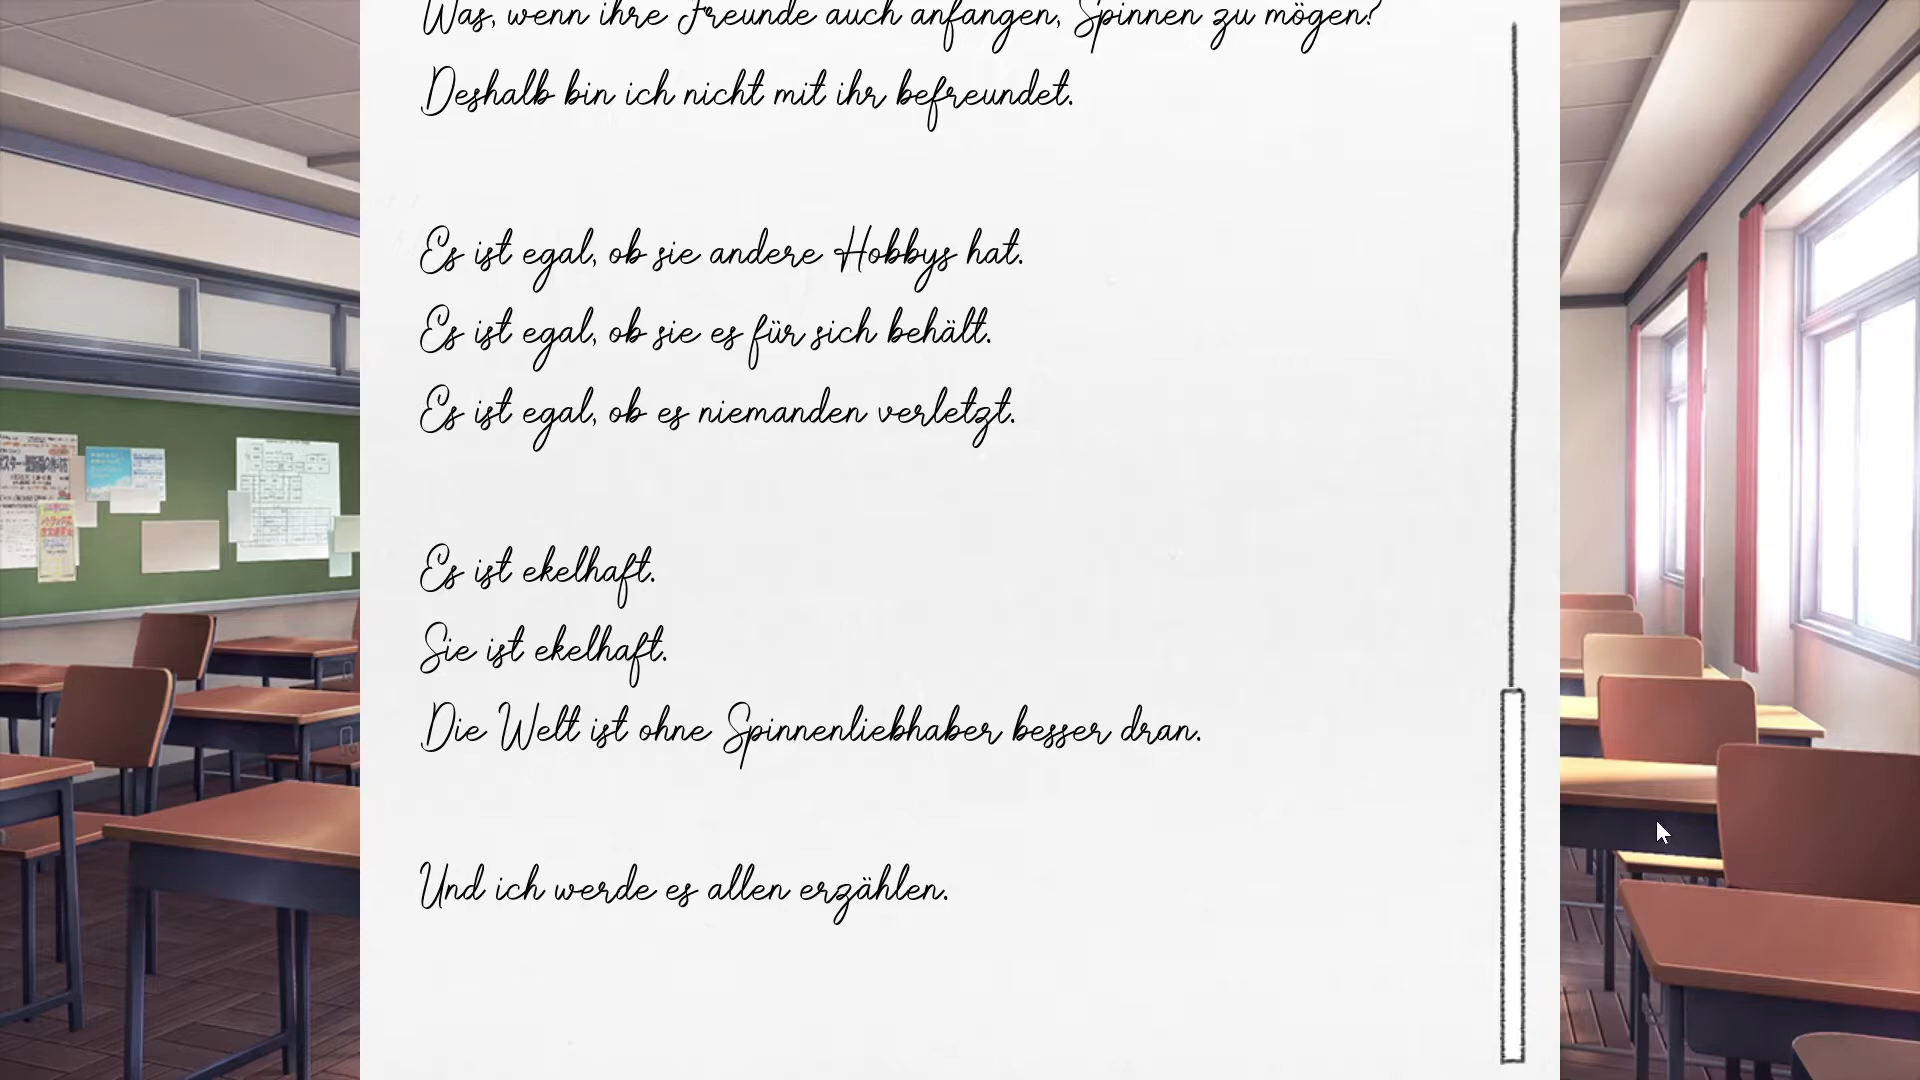 Was, wenn ihre Freunde auch anfangen, Spinnen zu mögen?
Deshalb bin ich nicht mit ihr befreundet.
Es ist egal, ob sie andere Hobbys hat.
Es ist egal, ob sie es für sich behält.
Es ist egal, ob es niemanden verletzt.
Es ist ekelhaft.
Sie ist ekelhaft.
Die Welt ist ohne Spinnenliebhaber besser dran.
Und ich werde es allen erzählen.